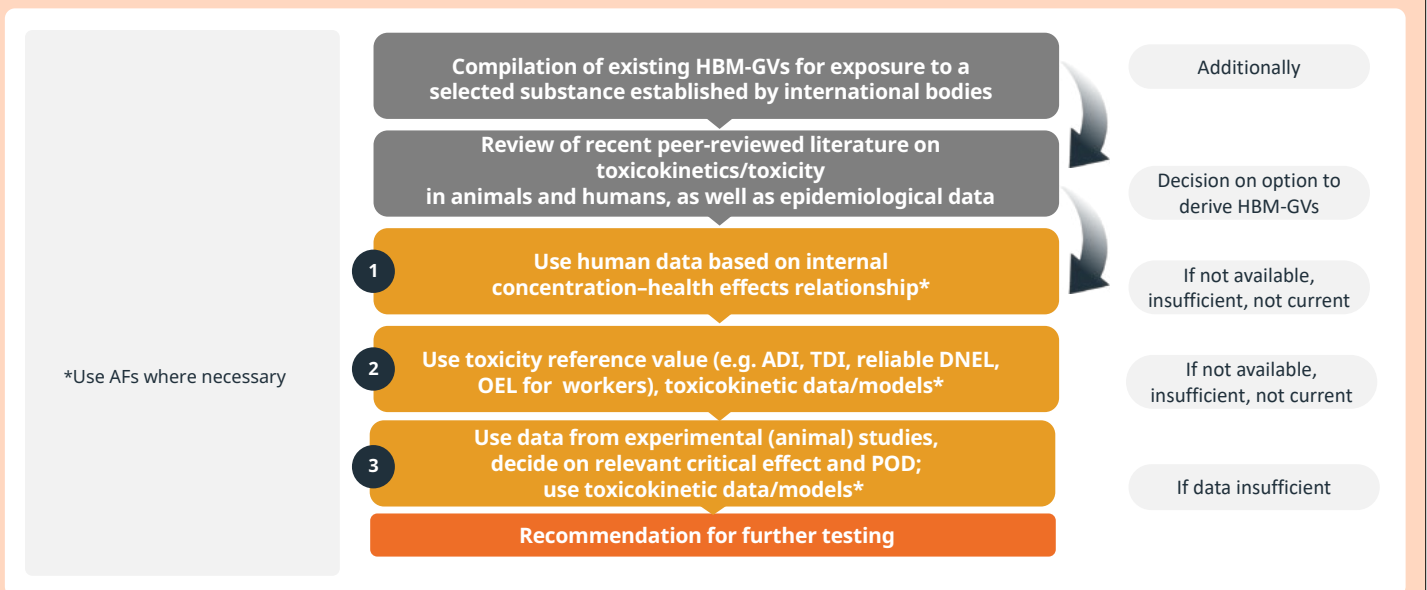 Compilation of existing HBM-GVs for exposure to a
selected substance established by international bodies
Additionally
Review of recent peer-reviewed literature on
toxicokinetics/toxicity
in animals and humans, as well as epidemiological data
Decision on option to
derive HBM-GVs
1
Use human data based on internal
concentration–health effects relationship*
If not available,
insufficient, not current
*Use AFs where necessary
2
Use toxicity reference value (e.g. ADI, TDI, reliable DNEL,
OEL for workers), toxicokinetic data/models*
If not available,
insufficient, not current
3
Use data from experimental (animal) studies,
decide on relevant critical effect and POD;
use toxicokinetic data/models*
If data insufficient
Recommendation for further testing